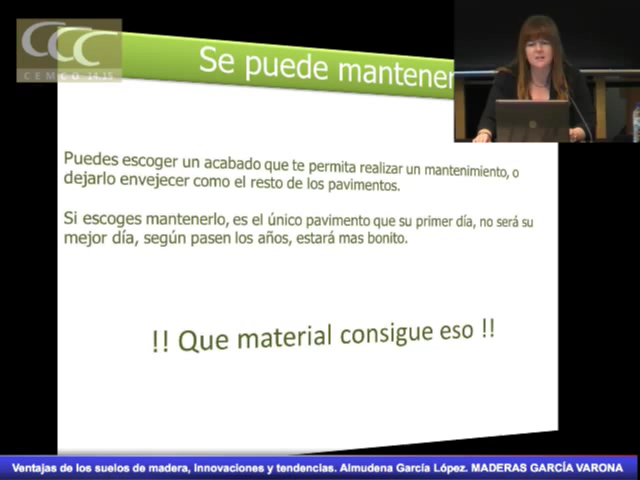 CCC
CEMCO 14.15
Se puede mantener
Puedes escoger un acabado que te permita realizar un mantenimiento, o
dejarlo envejecer como el resto de los pavimentos.
Si escoges mantenerlo, es el único pavimento que su primer día, no será su
mejor día, según pasen los años, estará mas bonito.
!! Que material consigue eso !!
Ventajas de los suelos de madera, Innovaciones y tendencias. Almudena García López. MADERAS GARCÍA VARONA